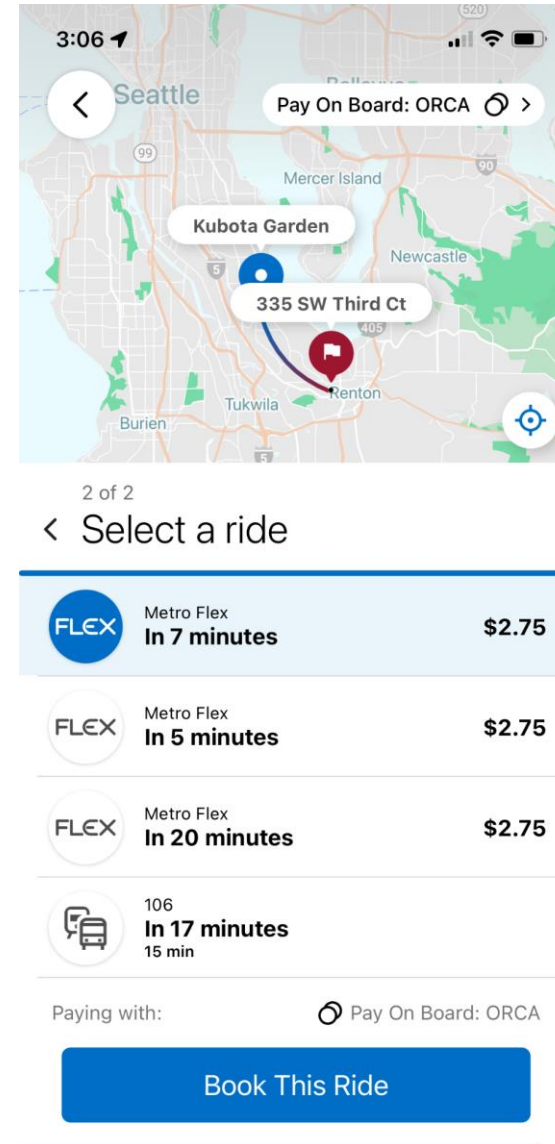 3:06
520
Seattle
Pay On Board: ORCA
99
90
Mercer Island
Kubota Garden
Newcastle
5
335 SW Third Ct
405
Renton
Tukwila
Burien
5
2 of 2
Select a ride
FLEX
Metro Flex
In 7 minutes
$2.75
FLEX
Metro Flex
In 5 minutes
$2.75
FLEX
Metro Flex
In 20 minutes
$2.75
106
In 17 minutes
15 min
Paying with:
Pay On Board: ORCA
Book This Ride